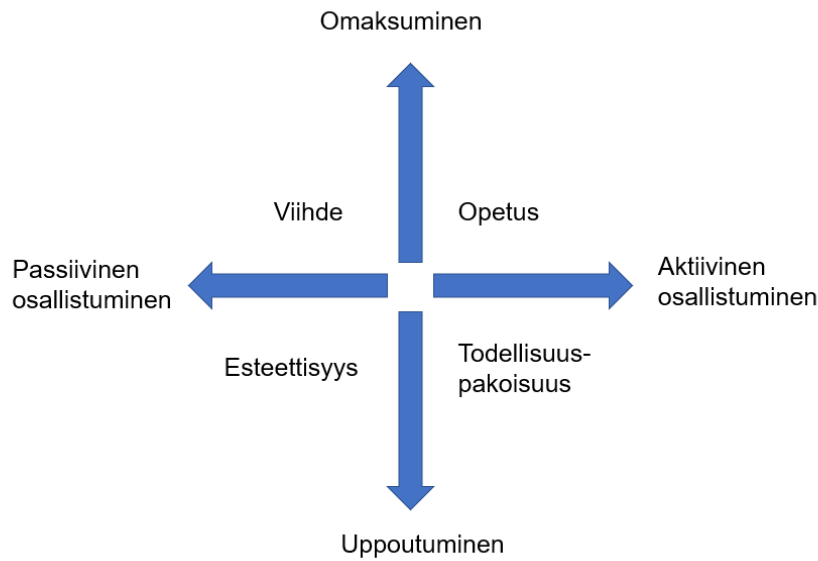 Omaksuminen
Viihde
Opetus
Passiivinen
osallistuminen
Aktiivinen
osallistuminen
Esteettisyys
Todellisuus-
pakoisuus
Uppoutuminen